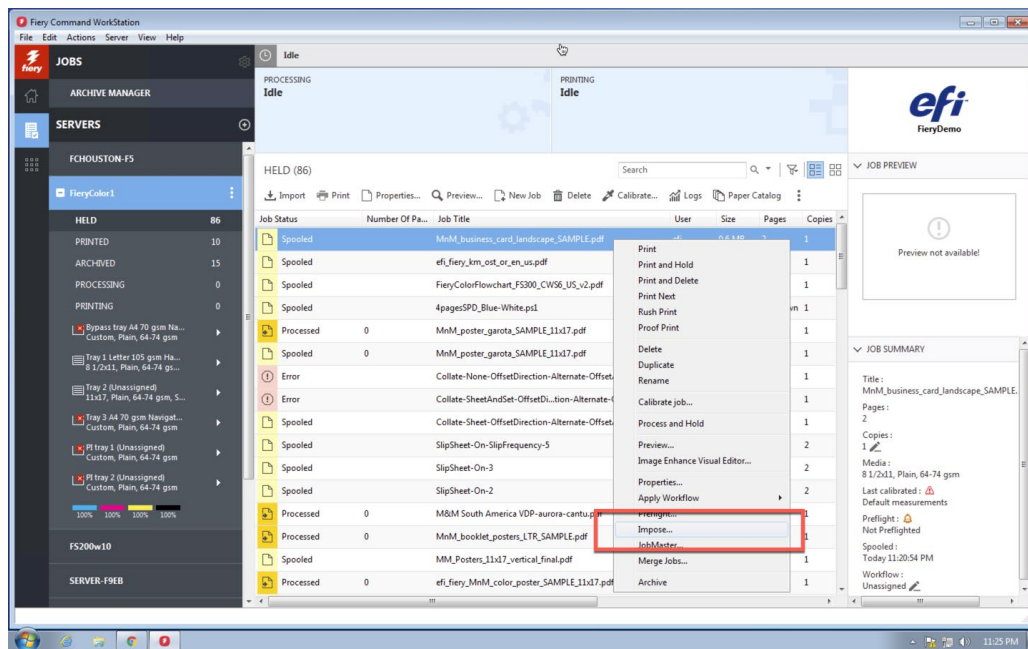 Fiery Command WorkStation
File Edit Actions Server View Help
fiery
JOBS
Idle
ARCHIVE MANAGER
SERVERS
FCHOUSTON-F5
FieryColor1
HELD 86
PRINTED 10
ARCHIVED 15
PROCESSING 0
PRINTING 0
Bypass tray A4 70 gsm Na...
Custom, Plain, 64-74 gsm
Tray 1 Letter 105 gsm Ha...
8 1/2x11, Plain, 64-74 gs...
Tray 2 (Unassigned)
11x17, Plain, 64-74 gsm, S...
Tray 3 A4 70 gsm Navigat...
Custom, Plain, 64-74 gsm
PI tray 1 (Unassigned)
Custom, Plain, 64-74 gsm
PI tray 2 (Unassigned)
Custom, Plain, 64-74 gsm
100% 100% 100% 100%
FS200w10
SERVER-F9EB
PROCESSING
Idle
PRINTING
Idle
HELD (86)
Search
Import Print Properties... Preview... New Job Delete Calibrate... Logs Paper Catalog
Job Status Number Of Pa... Job Title User Size Pages Copies
Spooled MnM_business_card_landscape_SAMPLE.pdf efi 0.6 MB 2 1
Spooled efi_fiery_km_ost_or_en_us.pdf 1
Spooled FieryColorFlowchart_FS300_CWS6_US_v2.pdf 1
Spooled 4pagesSPD_Blue-White.ps1 wn 1
Processed 0 MnM_poster_garota_SAMPLE_11x17.pdf 1
Spooled 0 MnM_poster_garota_SAMPLE_11x17.pdf 1
Error Collate-None-OffsetDirection-Alternate-Offset 1
Error Collate-SheetAndSet-OffsetDi...tion-Alternate- 1
Spooled Collate-Sheet-OffsetDirection-Alternate-Offset 1
Spooled SlipSheet-On-SlipFrequency-5 2
Spooled SlipSheet-On-3 2
Spooled SlipSheet-On-2 2
Processed 0 M&M South America VDP-aurora-cantu.p 1
Processed 0 MnM_booklet_posters_LTR_SAMPLE.pdf 1
Spooled MM_Posters_11x17_vertical_final.pdf 1
Processed 0 efi_fiery_MnM_color_poster_SAMPLE_11x17.pdf 1
Print
Print and Hold
Print and Delete
Print Next
Rush Print
Proof Print
Delete
Duplicate
Rename
Calibrate job...
Process and Hold
Preview...
Image Enhance Visual Editor...
Properties...
Apply Workflow
Preflight...
Impose...
JobMaster...
Merge Jobs...
Archive
efi
FieryDemo
JOB PREVIEW
Preview not available!
JOB SUMMARY
Title :
MnM_business_card_landscape_SAMPLE.
Pages :
2
Copies :
1
Media :
8 1/2x11, Plain, 64-74 gsm
Last calibrated :
Default measurements
Preflight :
Not Preflighted
Spooled :
Today 11:20:54 PM
Workflow :
Unassigned
11:25 PM